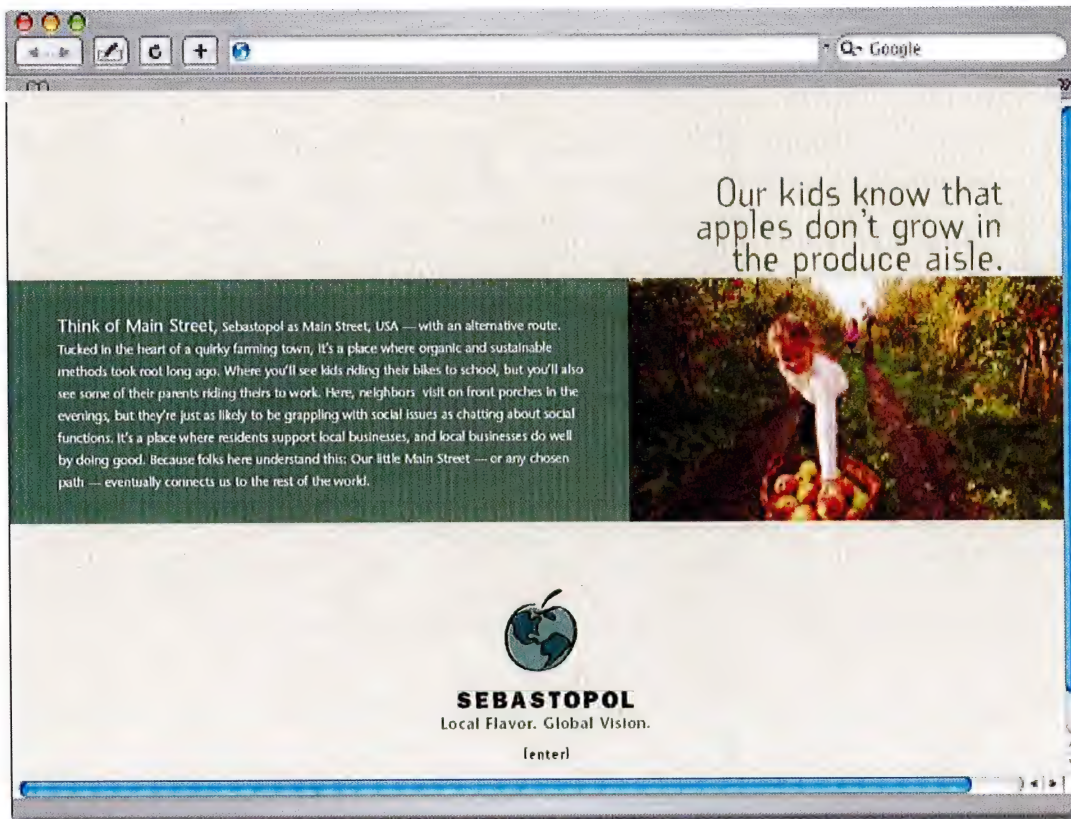 Google
Our kids know that
apples don't grow in
the produce aisle.
Think of Main Street, Sebastopol as Main Street, USA — with an alternative route.
Tucked in the heart of a quirky farming town, it's a place where organic and sustainable
methods took root long ago. Where you'll see kids riding their bikes to school, but you'll also
see some of their parents riding theirs to work. Here, neighbors visit on front porches in the
evenings, but they're just as likely to be grappling with social issues as chatting about social
functions. It's a place where residents support local businesses, and local businesses do well
by doing good. Because folks here understand this: Our little Main Street — or any chosen
path — eventually connects us to the rest of the world.
SEBASTOPOL
Local Flavor. Global Vision.
[enter]